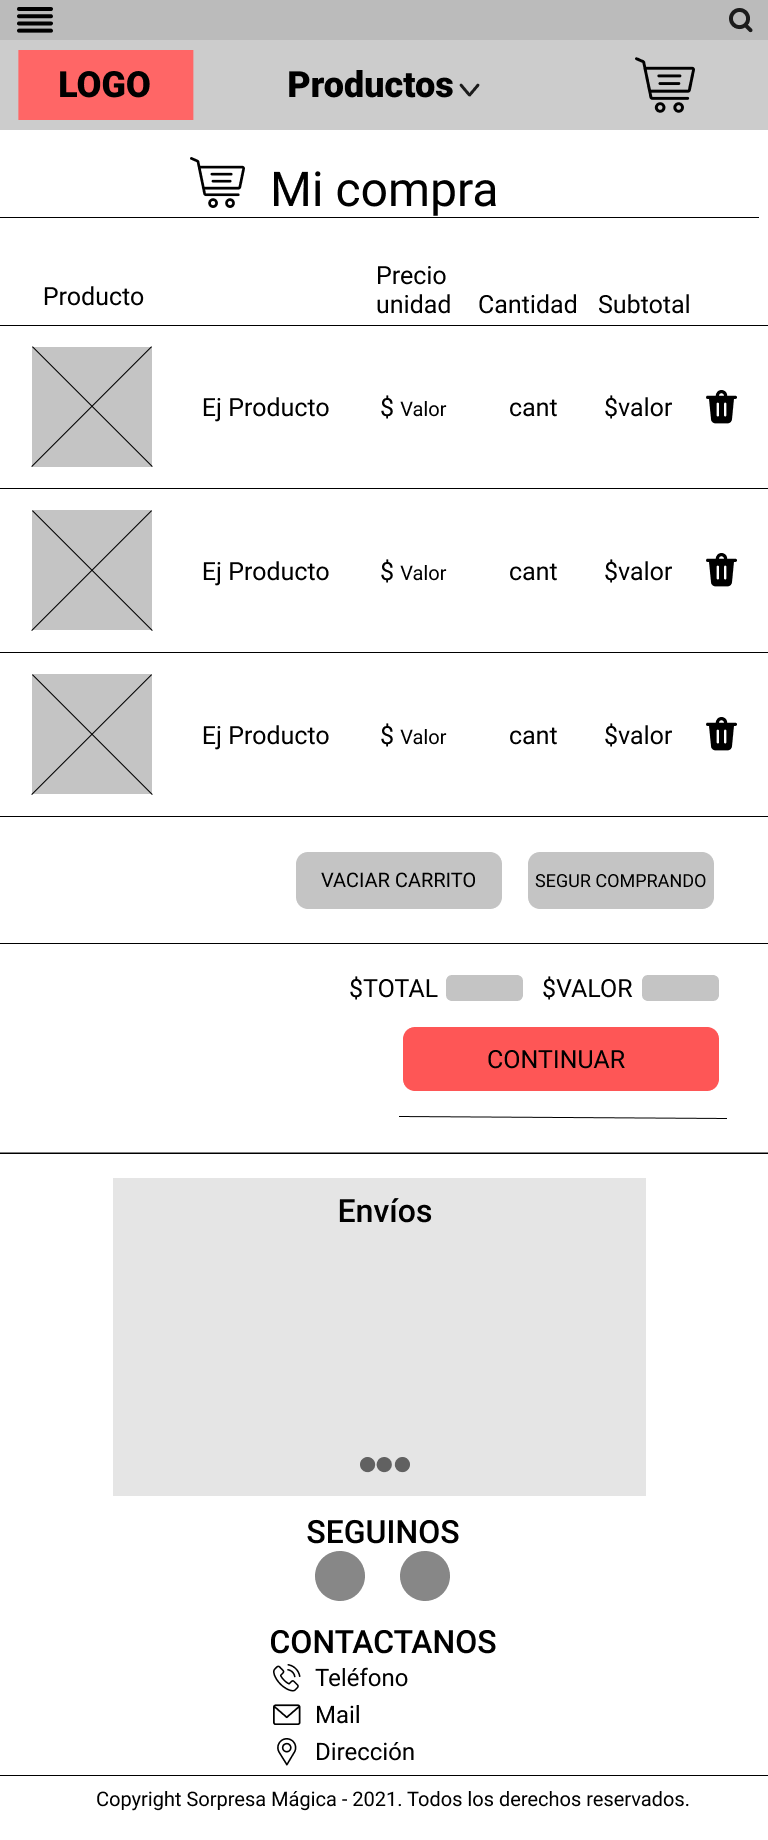 LOGO
Productos
Mi compra
Producto
Precio
unidad
Cantidad
Subtotal
Ej Producto $ Valor cant $valor
Ej Producto $ Valor cant $valor
Ej Producto $ Valor cant $valor
VACIAR CARRITO
SEGUR COMPRANDO
$TOTAL
$VALOR
CONTINUAR
Envíos
SEGUINOS
CONTACTANOS
Teléfono
Mail
Dirección
Copyright Sorpresa Mágica - 2021. Todos los derechos reservados.